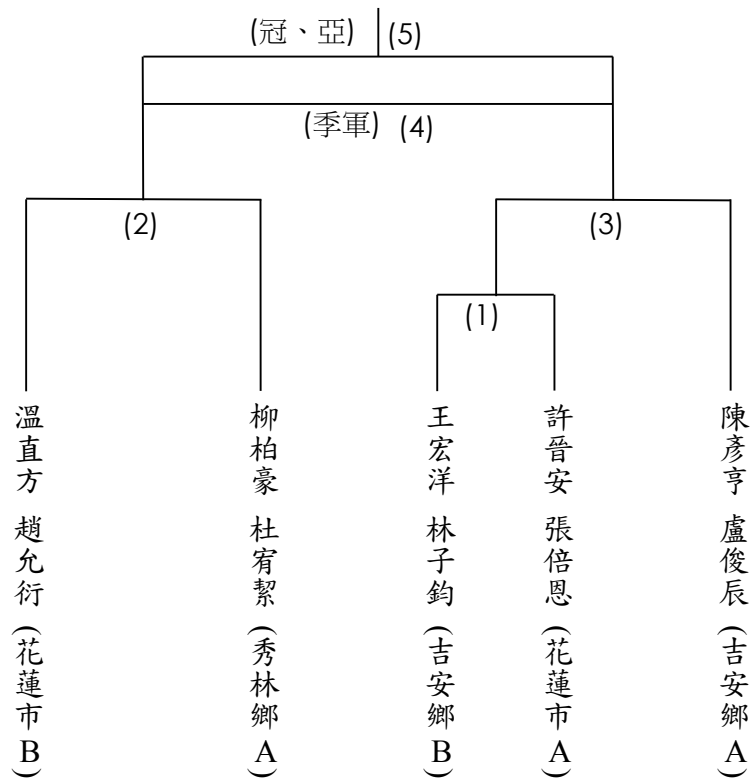 (冠、亞) (5)
(季軍) (4)
(2)
(3)
(1)
溫直方 趙允衍 (花蓮市B)
柳柏豪 杜宥絜 (秀林鄉A)
王宏洋 林子鈞 (吉安鄉B)
許晉安 張倍恩 (花蓮市A)
陳彥亨 盧俊辰 (吉安鄉A)